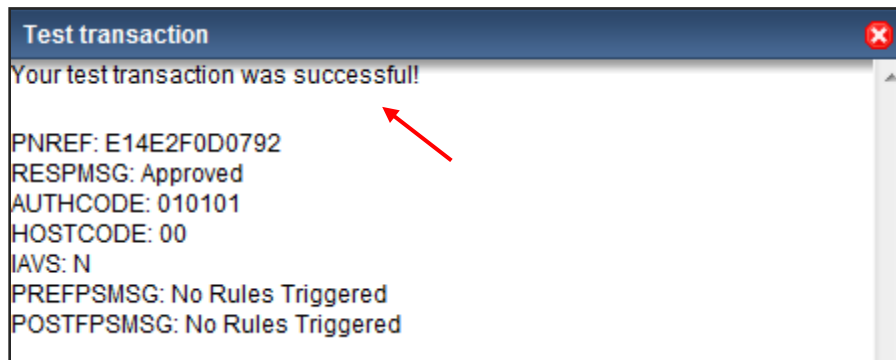 Test transaction
Your test transaction was successful!
PNREF: E14E2F0D0792
RESPMSG: Approved
AUTHCODE: 010101
HOSTCODE: 00
IAVS: N
PREFPSMSG: No Rules Triggered
POSTFPSMSG: No Rules Triggered